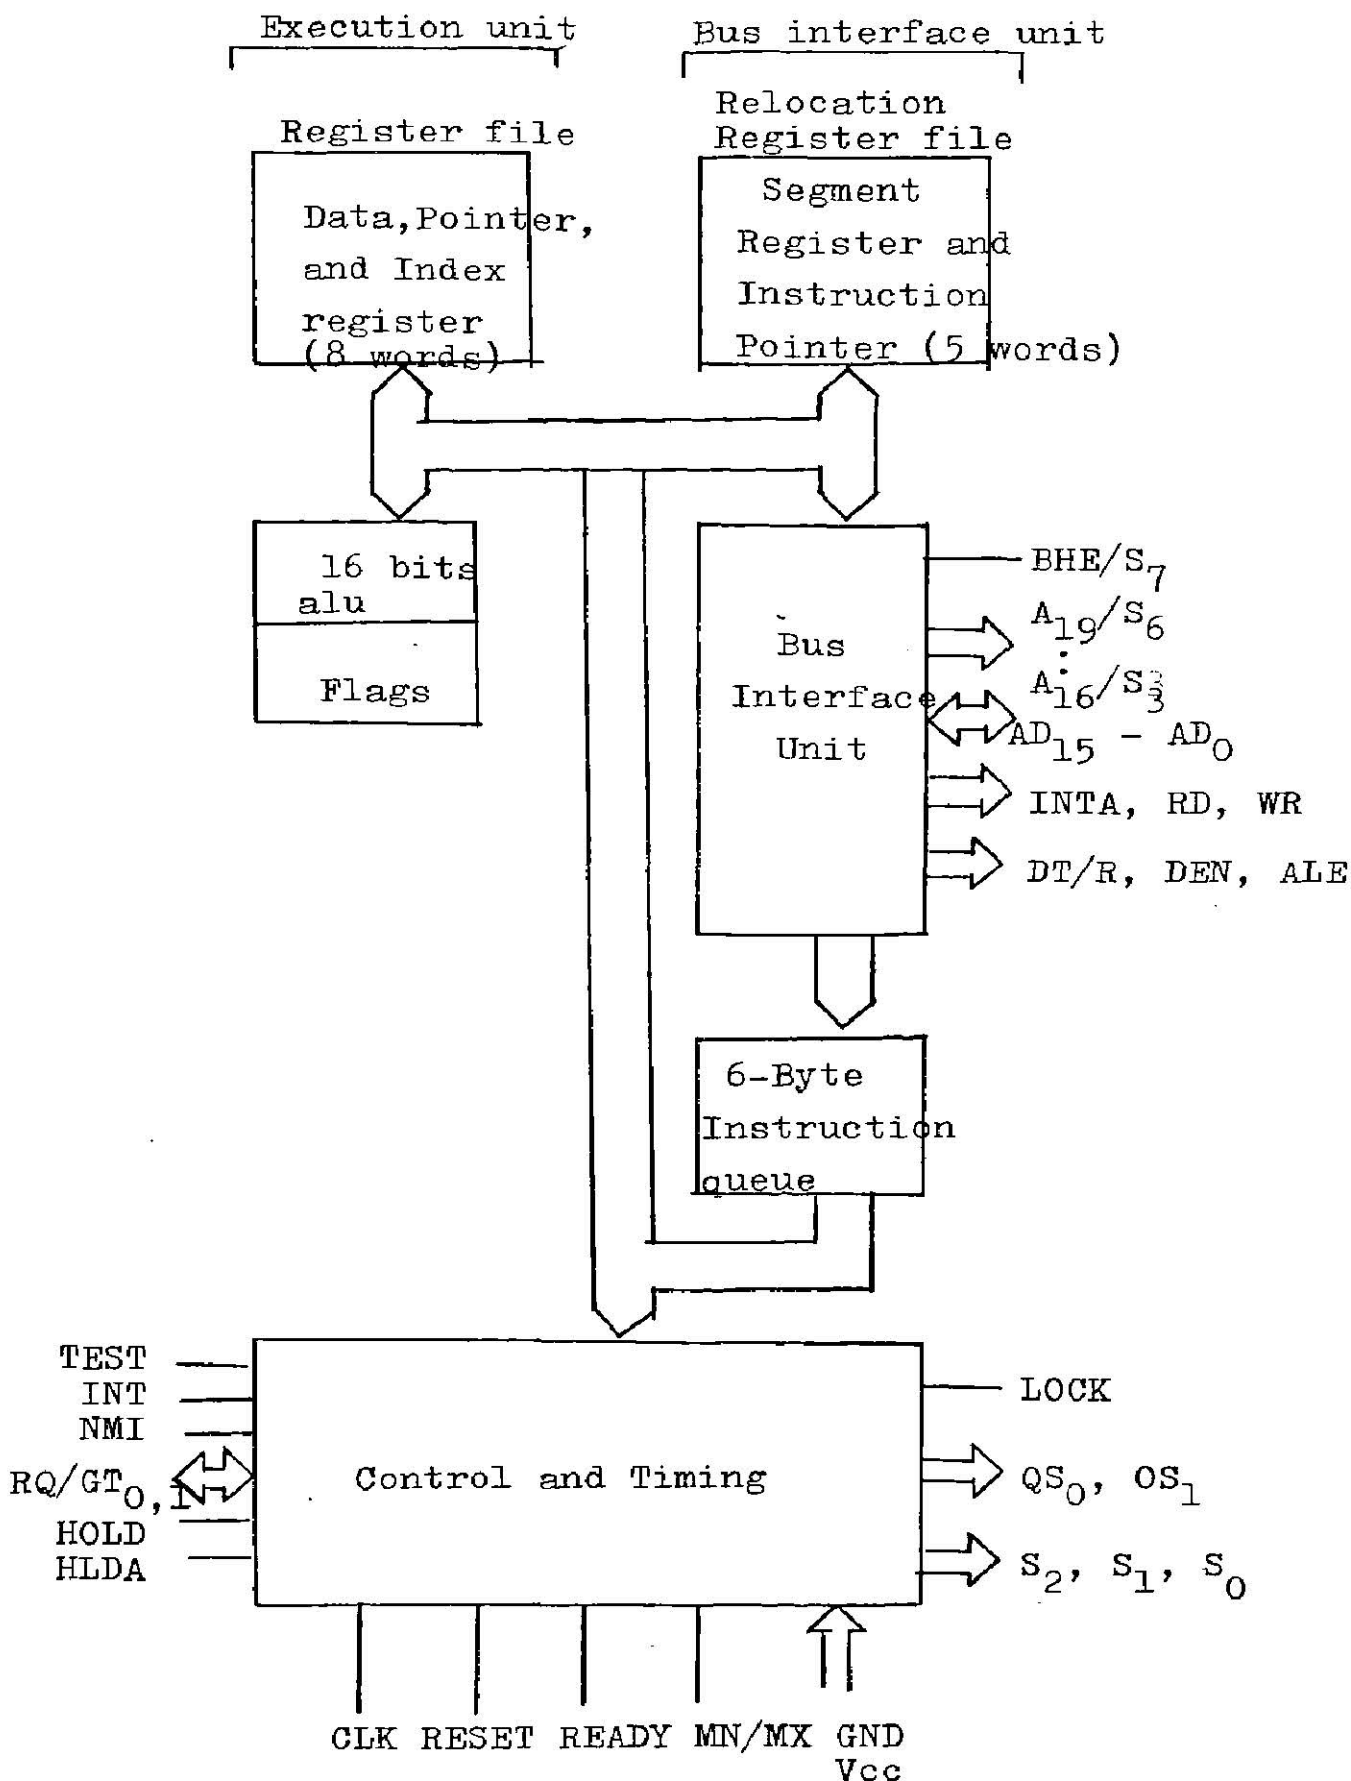 Execution unit
Bus interface unit
Register file
Relocation
Register file
Data, Pointer,
and Index
register
(8 words)
Segment
Register and
Instruction
Pointer (5 words)
16 bits
alu
Flags
Bus
Interface
Unit
BHE/S7
A19/S6
:
A16/S3
AD15 - AD0
INTA, RD, WR
DT/R, DEN, ALE
6-Byte
Instruction
queue
TEST
INT
NMI
RQ/GT0,1
HOLD
HLDA
Control and Timing
LOCK
QS0, OS1
S2, S1, S0
CLK RESET READY MN/MX GND
Vcc